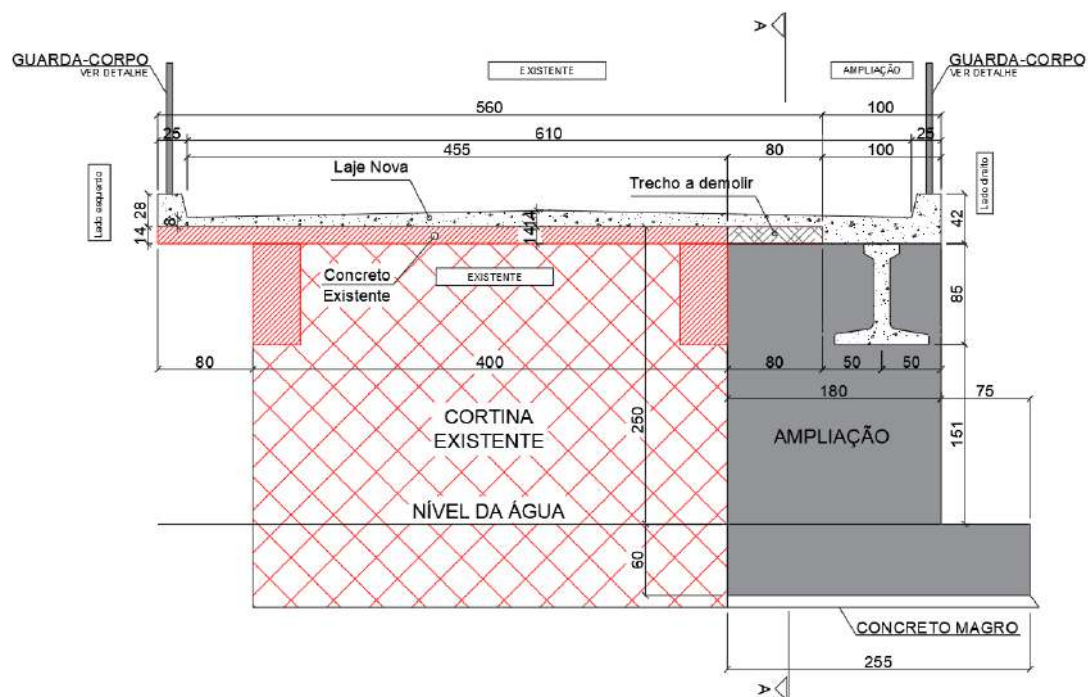 A
GUARDA-CORPO
VER DETALHE
EXISTENTE
AMPLIAÇÃO
GUARDA-CORPO
VER DETALHE
560
100
25
610
25
455
80
100
Lado esquerdo
Laje Nova
Trecho a demolir
Lado direito
28
8
14
14
14
42
Concreto
Existente
EXISTENTE
85
80
400
80
50
50
180
75
CORTINA
EXISTENTE
250
AMPLIAÇÃO
151
NÍVEL DA ÁGUA
60
CONCRETO MAGRO
255
A